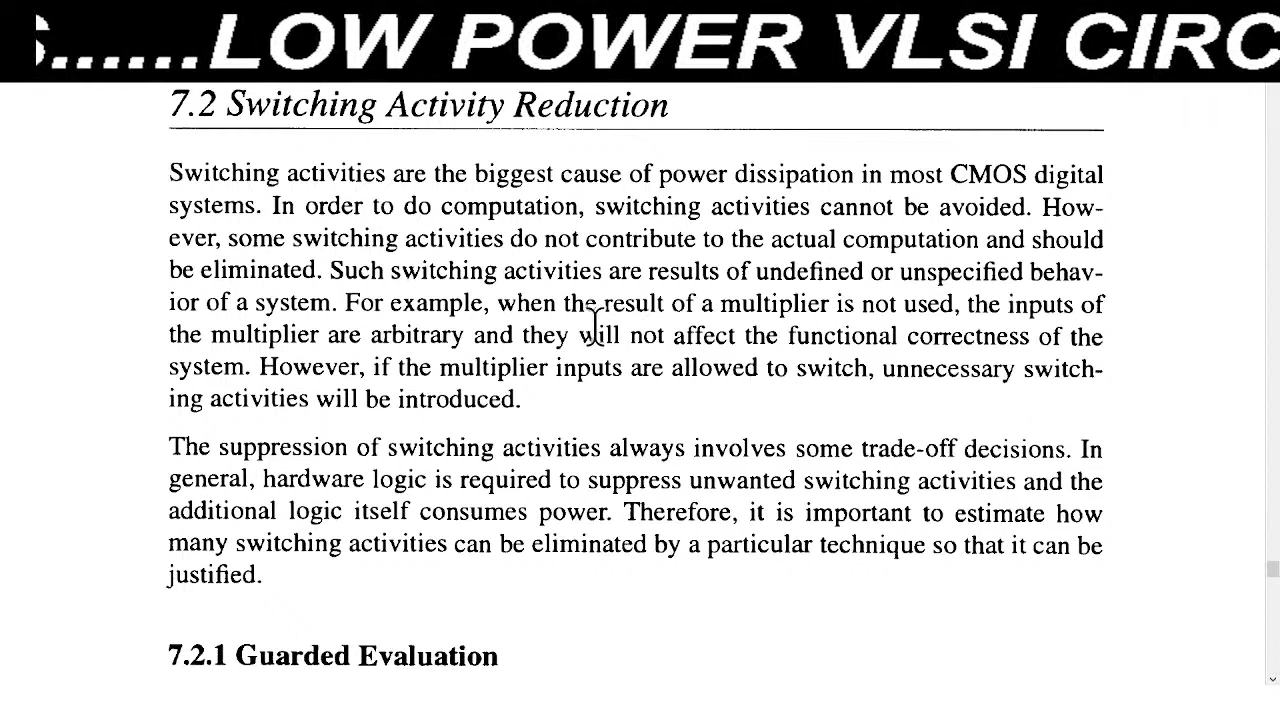 ......LOW POWER VLSI CIRC
7.2 Switching Activity Reduction
Switching activities are the biggest cause of power dissipation in most CMOS digital
systems. In order to do computation, switching activities cannot be avoided. How-
ever, some switching activities do not contribute to the actual computation and should
be eliminated. Such switching activities are results of undefined or unspecified behav-
ior of a system. For example, when the result of a multiplier is not used, the inputs of
the multiplier are arbitrary and they will not affect the functional correctness of the
system. However, if the multiplier inputs are allowed to switch, unnecessary switch-
ing activities will be introduced.
The suppression of switching activities always involves some trade-off decisions. In
general, hardware logic is required to suppress unwanted switching activities and the
additional logic itself consumes power. Therefore, it is important to estimate how
many switching activities can be eliminated by a particular technique so that it can be
justified.
7.2.1 Guarded Evaluation